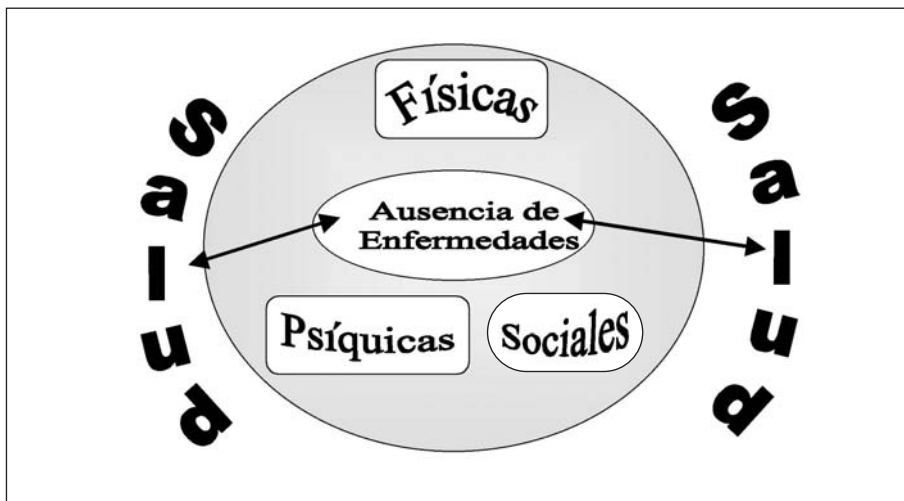 Físicas
Salud
Salud
Ausencia de
Enfermedades
Psíquicas
Sociales